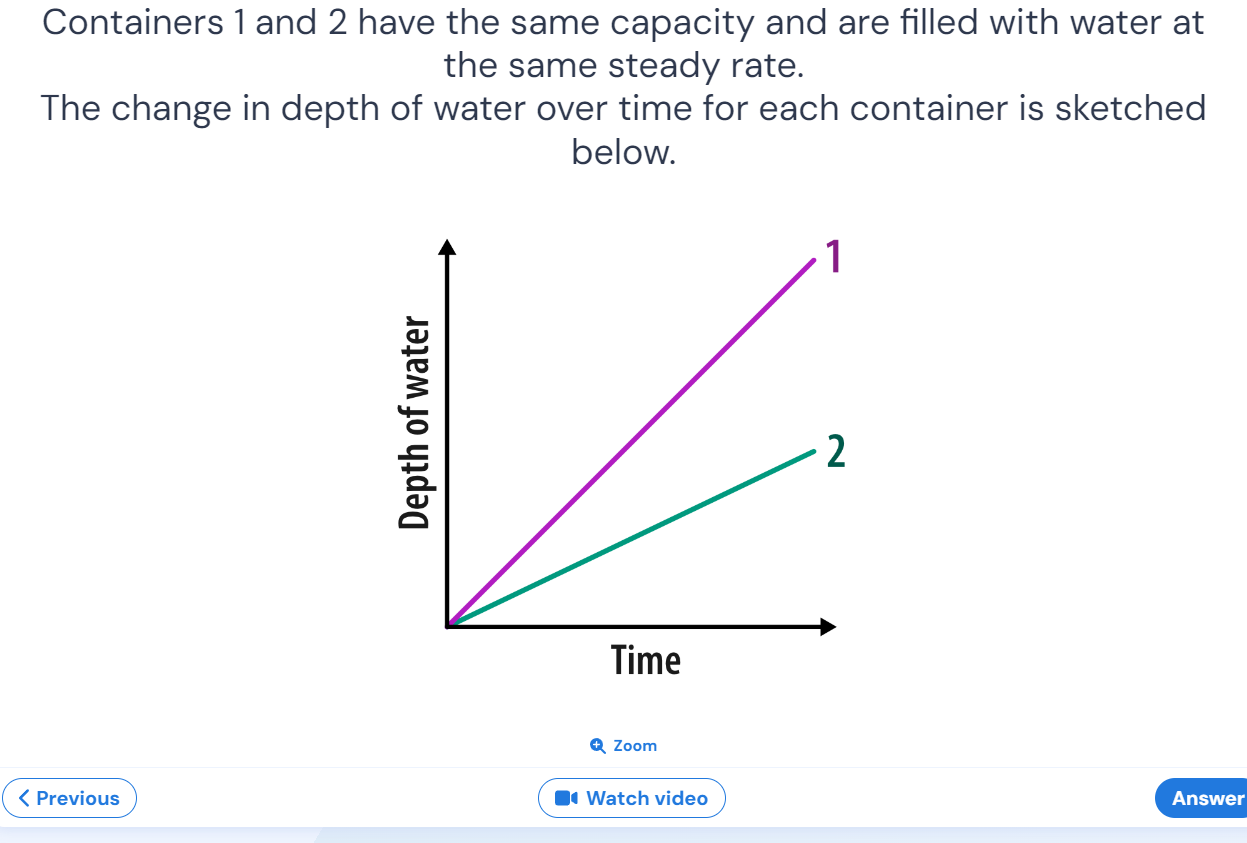 Containers 1 and 2 have the same capacity and are filled with water at
the same steady rate.
The change in depth of water over time for each container is sketched
below.
1
2
Depth of water
Time
Zoom
Previous
Watch video
Answer